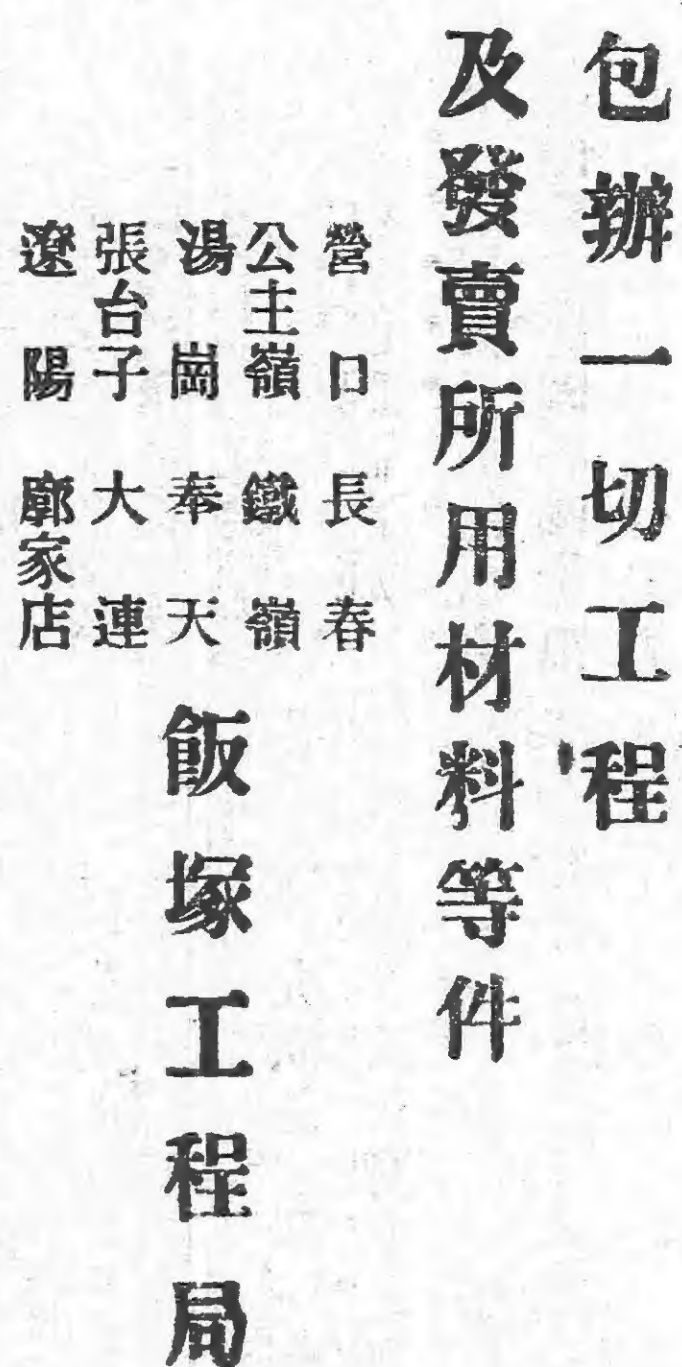 包辦一切工程
及發賣所用材料等件
營口 長春
公主嶺 鐵嶺
湯崗 奉天
張台子 大連
遼陽 廓家店
飯塚工程局